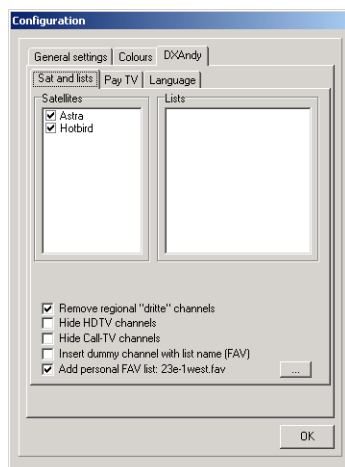 Configuration
General settings
Colours
DXAndy
Sat and lists
Pay TV
Language
Satellites
Lists
Astra
Hotbird
Remove regional "dritte" channels
Hide HDTV channels
Hide Call-TV channels
Insert dummy channel with list name (FAV)
Add personal FAV list: 23e-1west.fav
...
OK